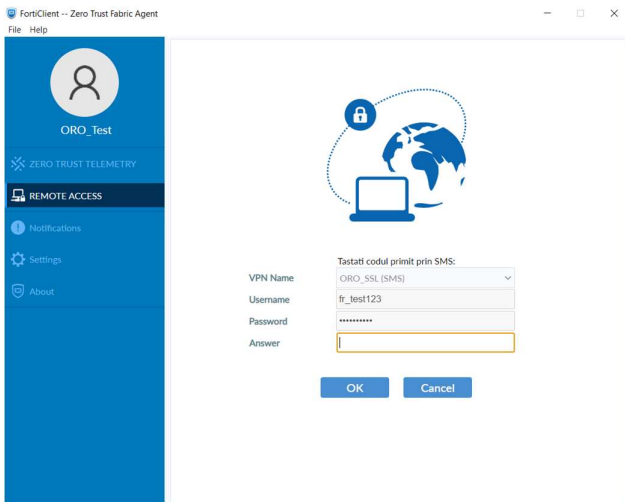 FortiClient -- Zero Trust Fabric Agent
File Help
ORO_Test
ZERO TRUST TELEMETRY
REMOTE ACCESS
Notifications
Settings
About
Tastati codul primit prin SMS:
VPN Name ORO_SSL (SMS)
Username fr_test123
Password ••••••••••
Answer
OK Cancel